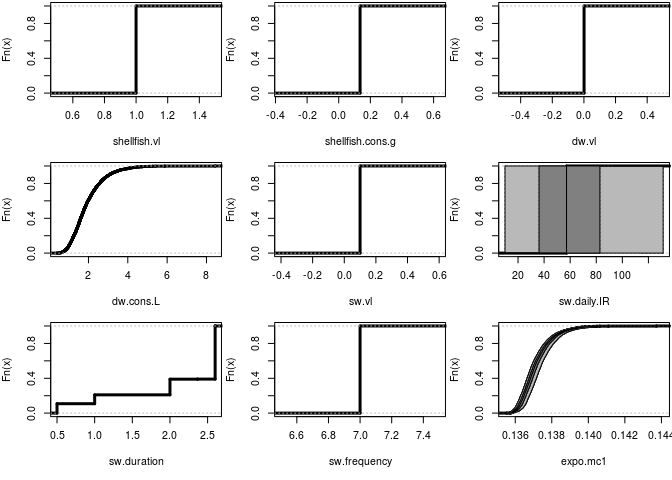 Fn(x)
0.0 0.4 0.8
0.6 0.8 1.0 1.2 1.4
shellfish.vl
Fn(x)
0.0 0.4 0.8
-0.4 -0.2 0.0 0.2 0.4 0.6
shellfish.cons.g
Fn(x)
0.0 0.4 0.8
-0.4 -0.2 0.0 0.2 0.4
dw.vl
Fn(x)
0.0 0.4 0.8
2 4 6 8
dw.cons.L
Fn(x)
0.0 0.4 0.8
-0.4 -0.2 0.0 0.2 0.4 0.6
sw.vl
Fn(x)
0.0 0.4 0.8
20 40 60 80 100
sw.daily.IR
Fn(x)
0.0 0.4 0.8
0.5 1.0 1.5 2.0 2.5
sw.duration
Fn(x)
0.0 0.4 0.8
6.6 6.8 7.0 7.2 7.4
sw.frequency
Fn(x)
0.0 0.4 0.8
0.136 0.138 0.140 0.142 0.144
expo.mc1